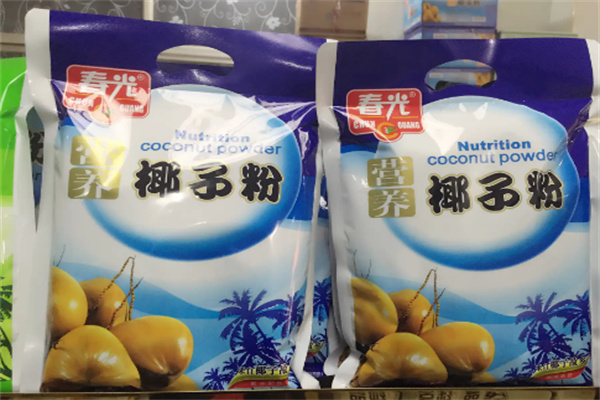 春光®
CHUN GUANG
Nutrition
coconut powder
营养
椰子粉
春光®
CHUN GUANG
Nutrition
coconut powder
营养
椰子粉